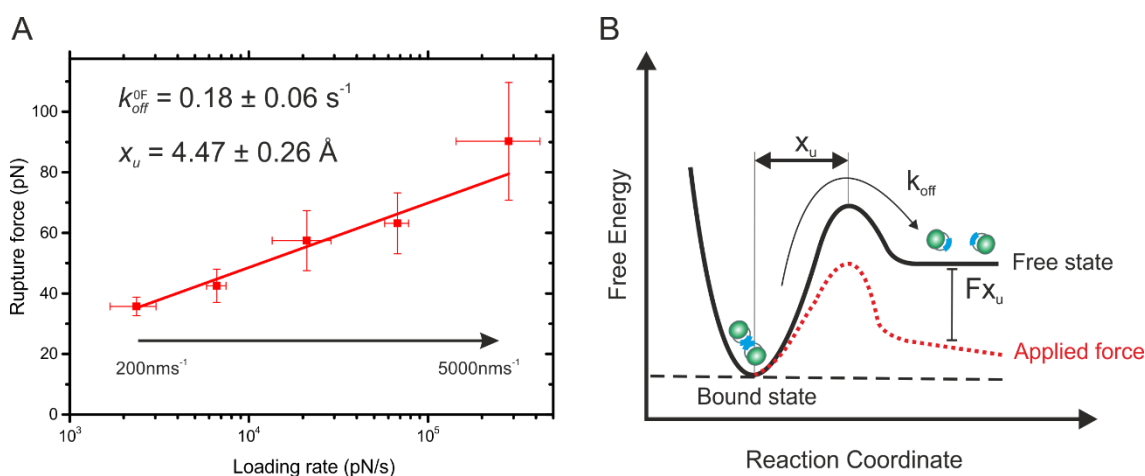 A
k_off^0F = 0.18 ± 0.06 s^-1
x_u = 4.47 ± 0.26 Å
Rupture force (pN)
100
80
60
40
20
0
200nms^-1
5000nms^-1
10^3
10^4
10^5
Loading rate (pN/s)
B
x_u
k_off
Free Energy
Free state
Fx_u
Applied force
Bound state
Reaction Coordinate